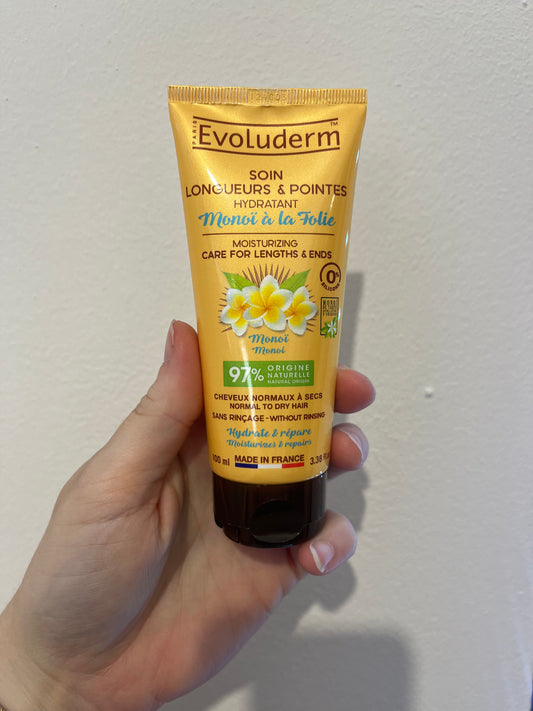 PARIS
Evoluderm™
SOIN
LONGUEURS & POINTES
HYDRATANT
Monoï à la Folie
MOISTURIZING
CARE FOR LENGTHS & ENDS
0%
SILICONE
Monoï
Monoi
97% ORIGINE
NATURELLE
NATURAL ORIGIN
CHEVEUX NORMAUX À SECS
NORMAL TO DRY HAIR
SANS RINÇAGE - WITHOUT RINSING
Hydrate & répare
Moisturizes & repairs
100 ml MADE IN FRANCE 3.38